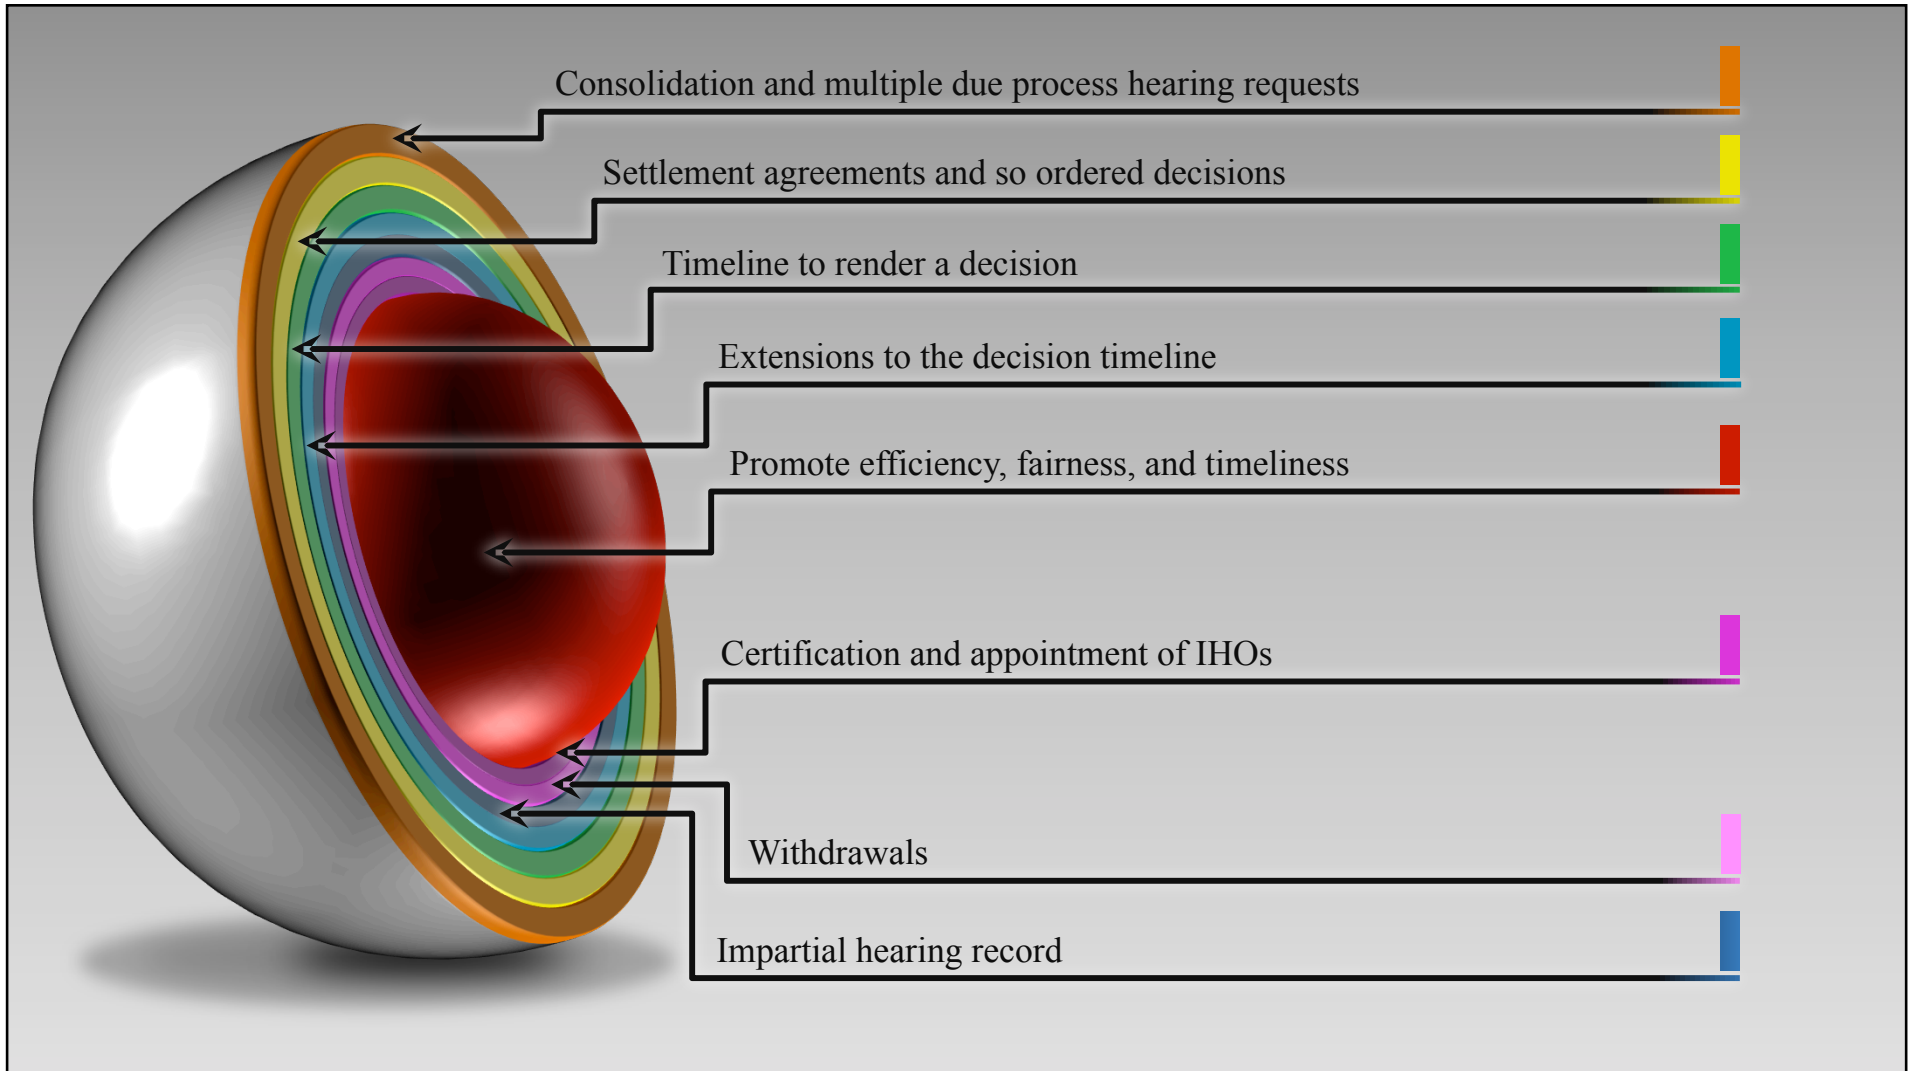 Consolidation and multiple due process hearing requests
Settlement agreements and so ordered decisions
Timeline to render a decision
Extensions to the decision timeline
Promote efficiency, fairness, and timeliness
Certification and appointment of IHOs
Withdrawals
Impartial hearing record